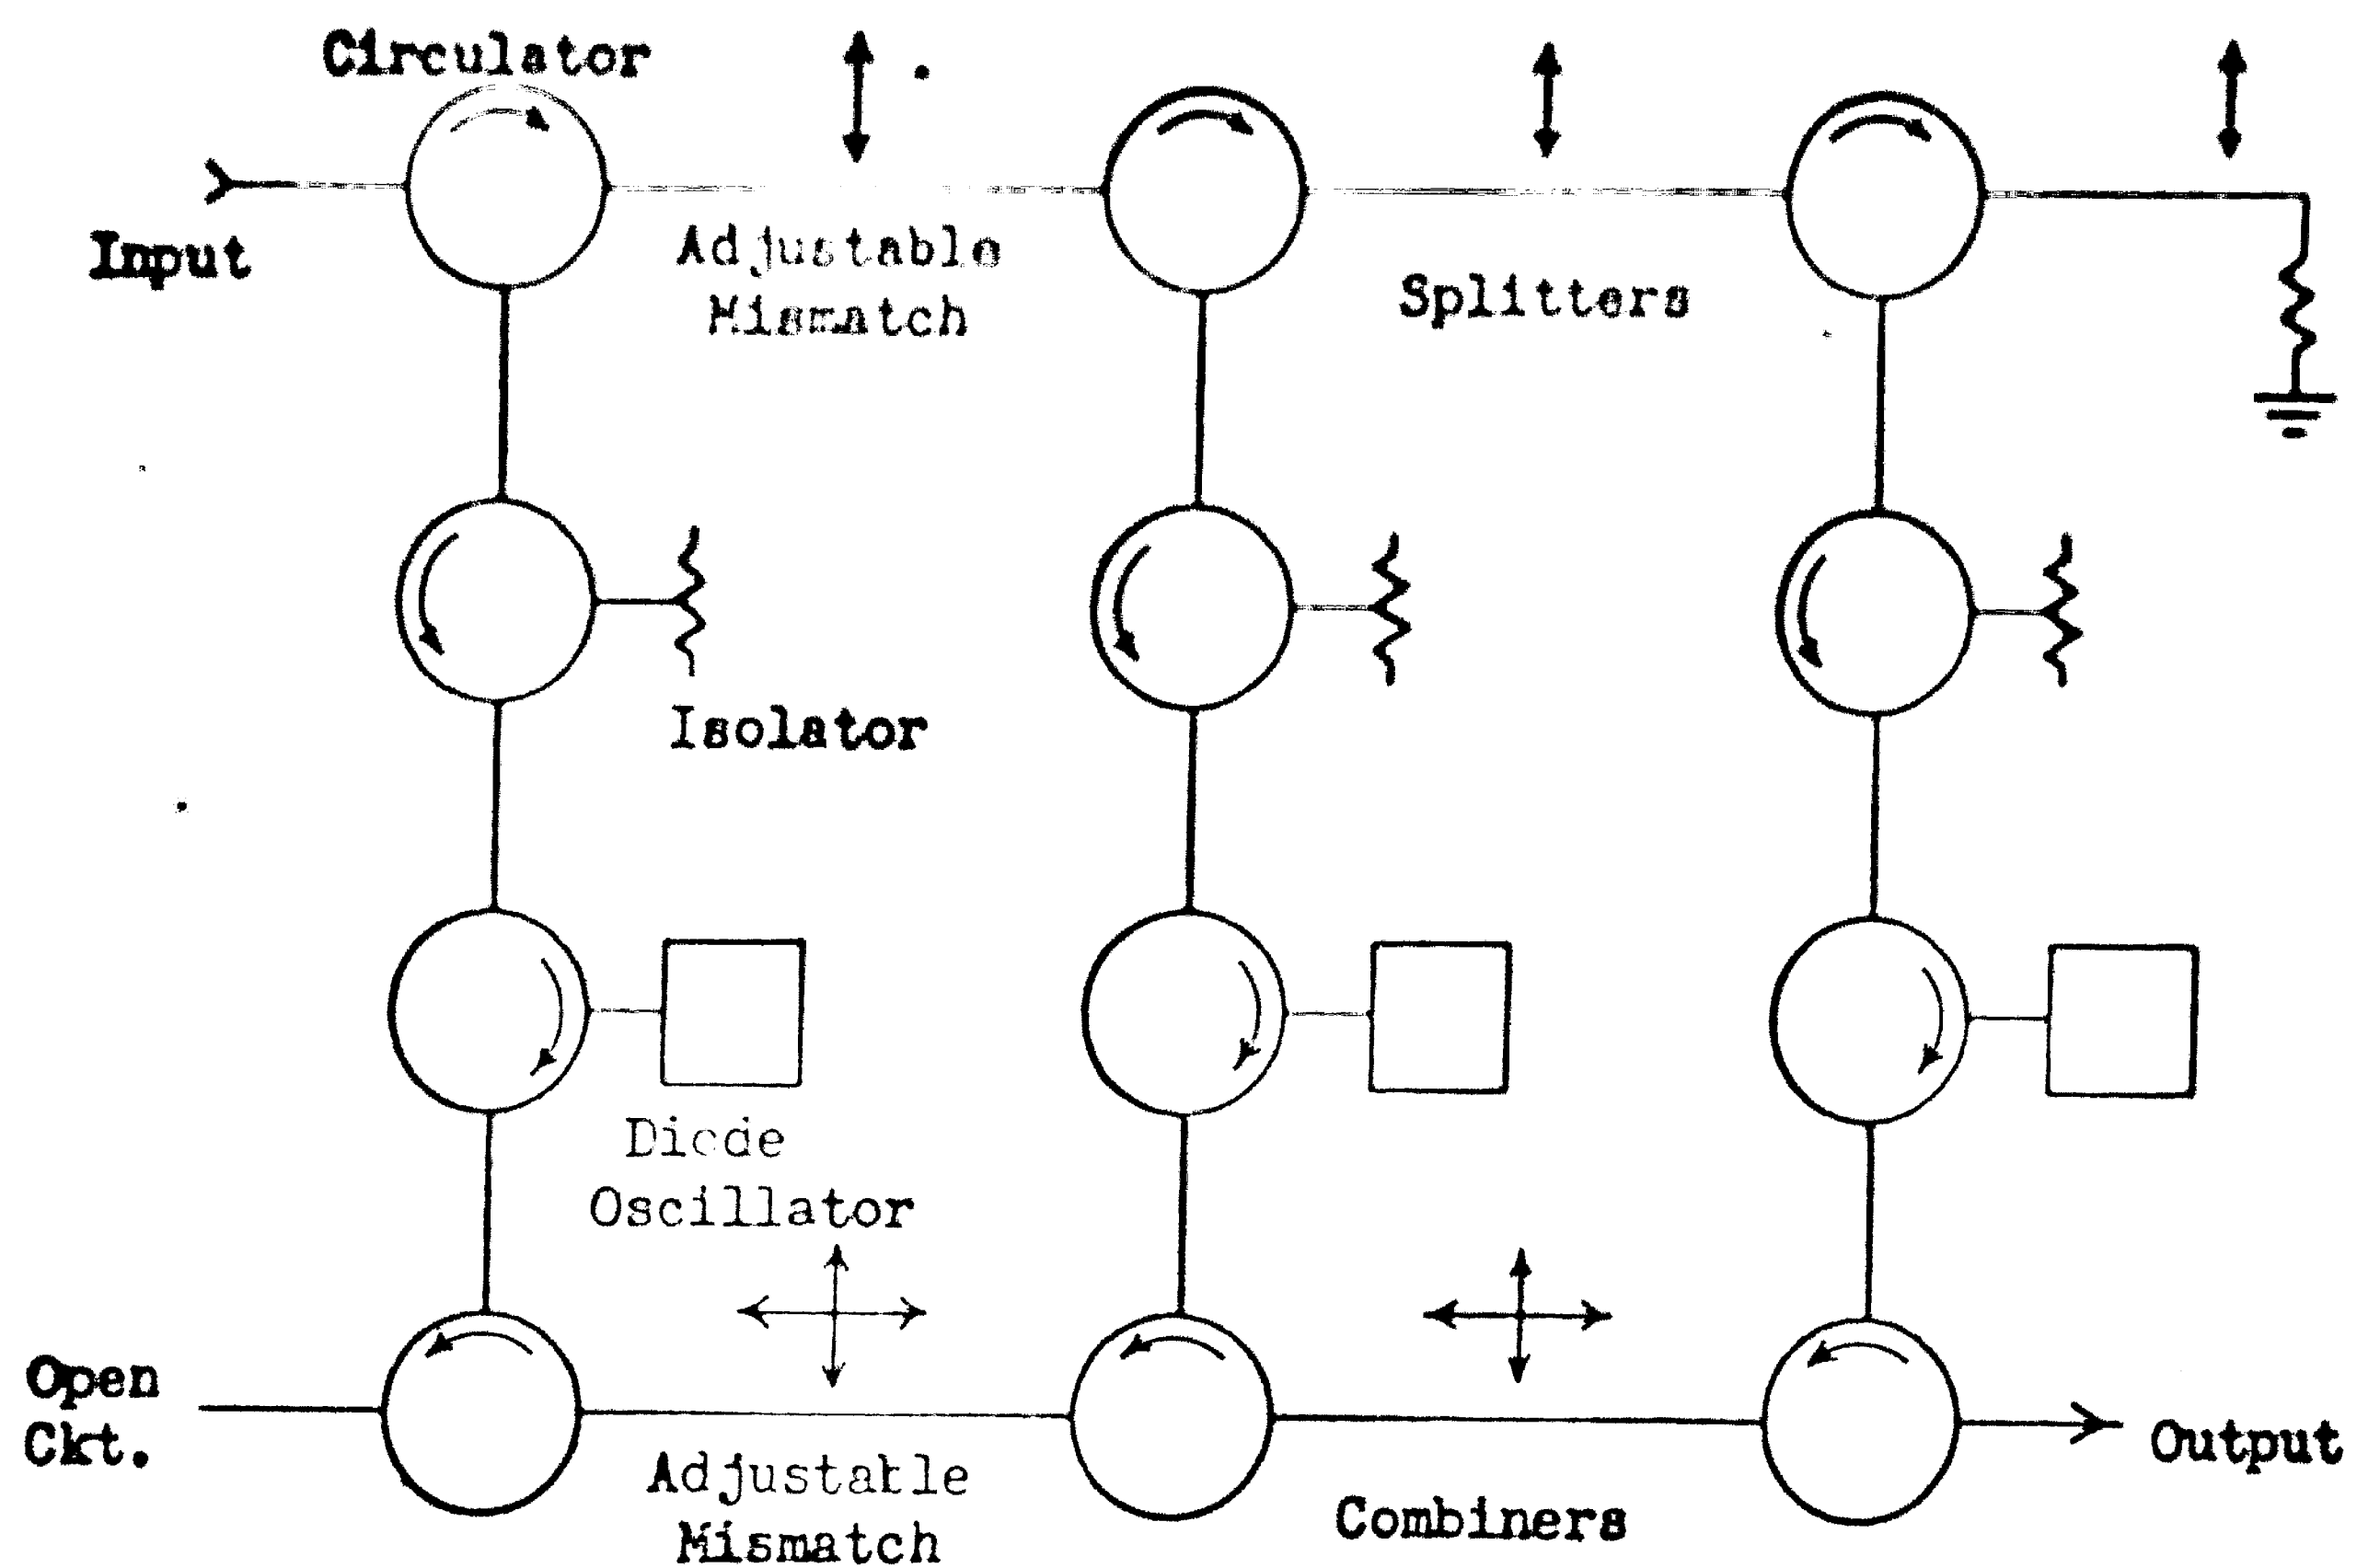 Circulator
Input
Adjustable
Mismatch
Splitters
Isolator
Diode
Oscillator
Open
Ckt.
Adjustable
Mismatch
Combiners
Output